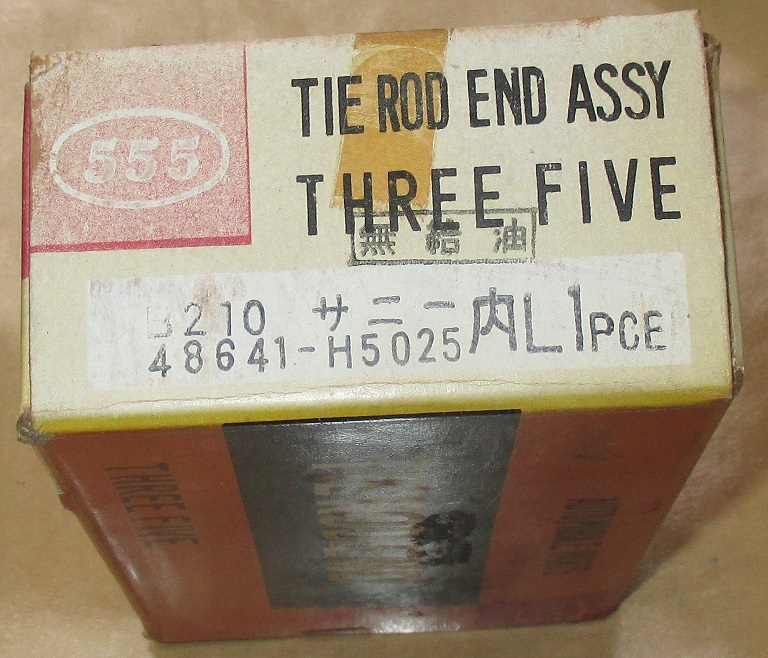 555
TIE ROD END ASSY
THREE FIVE
無給油
B210 サニー内L1PCE
48641-H5025
THREE FIVE